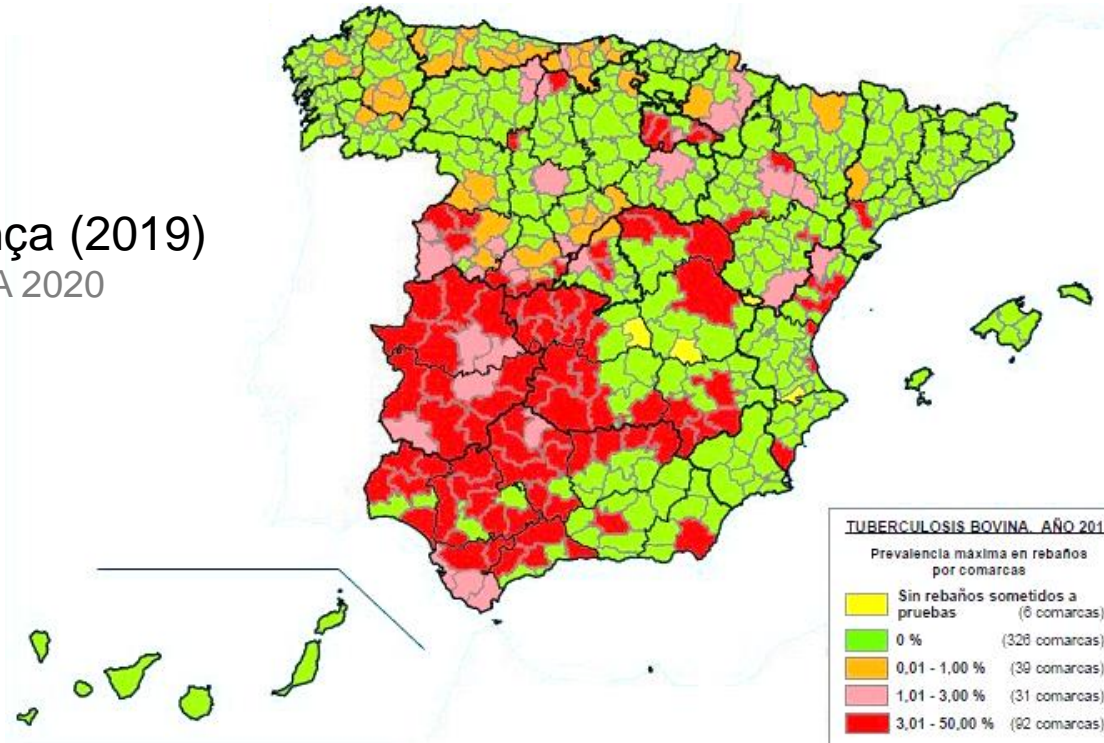 ça (2019)
A 2020
TUBERCULOSIS BOVINA. AÑO 201
Prevalencia máxima en rebaños
por comarcas
Sin rebaños sometidos a
pruebas (6 comarcas)
0 % (326 comarcas)
0,01 - 1,00 % (39 comarcas)
1,01 - 3,00 % (31 comarcas)
3,01 - 50,00 % (92 comarcas)